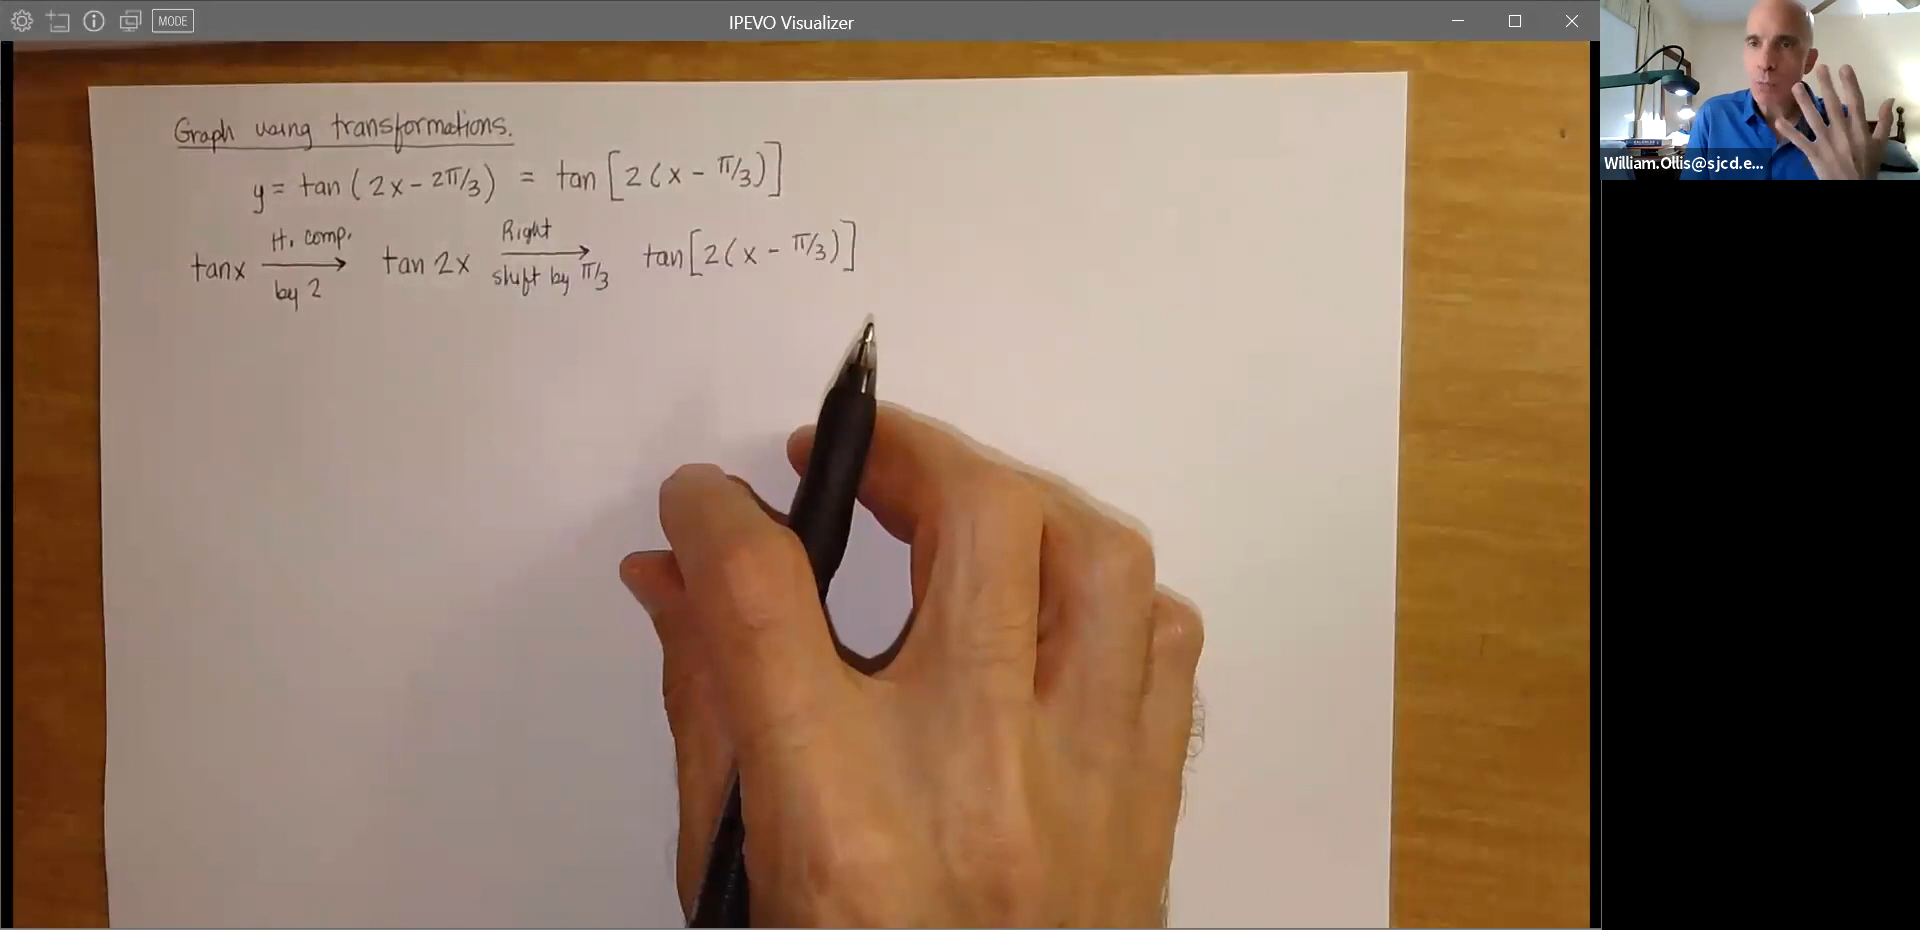 MODE
IPEVO Visualizer
William.Ollis@sjcd.e...
Graph using transformations.
y = tan (2x - 2π/3) = tan [2(x - π/3)]
tanx H. comp. by 2 → tan 2x Right shift by π/3 → tan[2(x - π/3)]